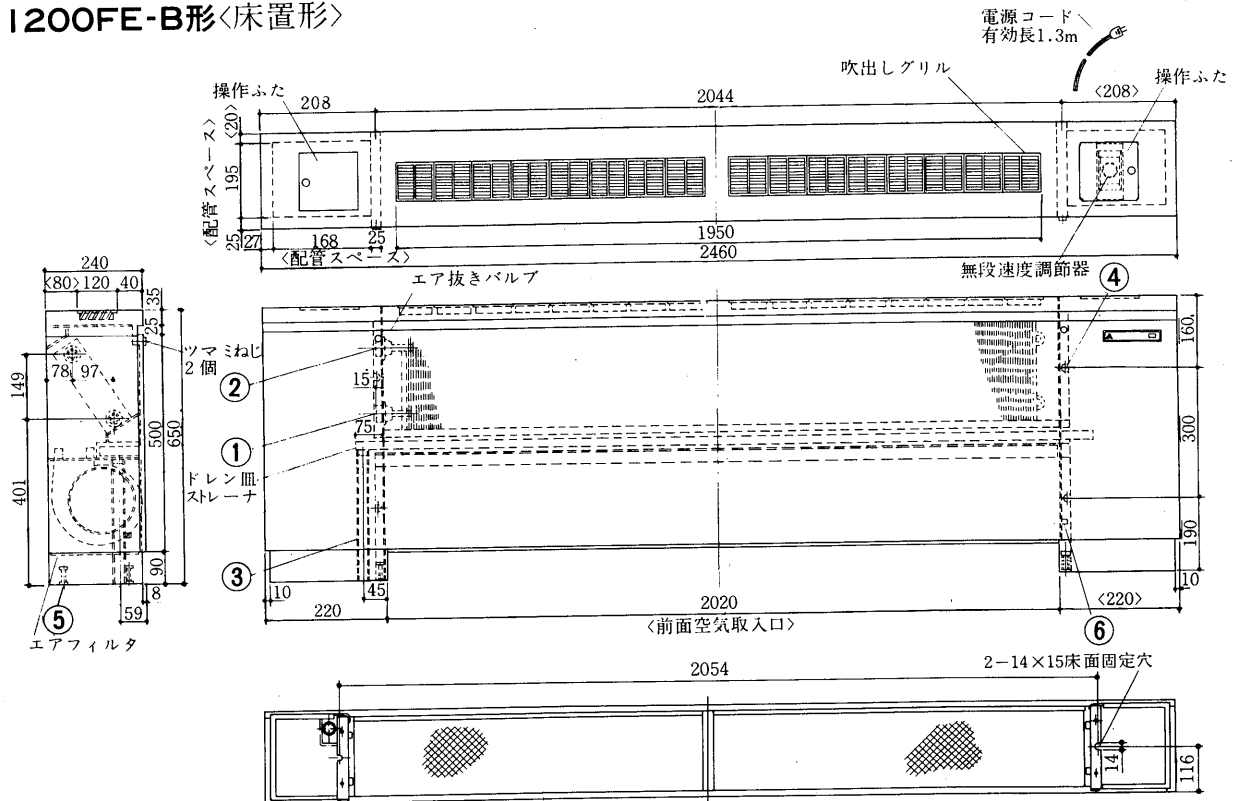 1200FE-B形〈床置形〉
電源コード
有効長1.3m
操作ふた
208
2044
吹出しグリル
〈208〉
操作ふた
〈20〉
195
〈配管スペース〉
25
27
168
25
〈配管スペース〉
1950
2460
無段速度調節器
④
エア抜きバルブ
240
〈80〉
120
40
35
25
ツマミねじ
2個
149
78
97
②
15
①
75
ドレン皿
ストレーナ
401
500
650
90
③
⑤
8
59
エアフィルタ
160
300
190
10
220
45
2020
〈前面空気取入口〉
〈220〉
10
⑥
2054
2-14×15床面固定穴
14
116